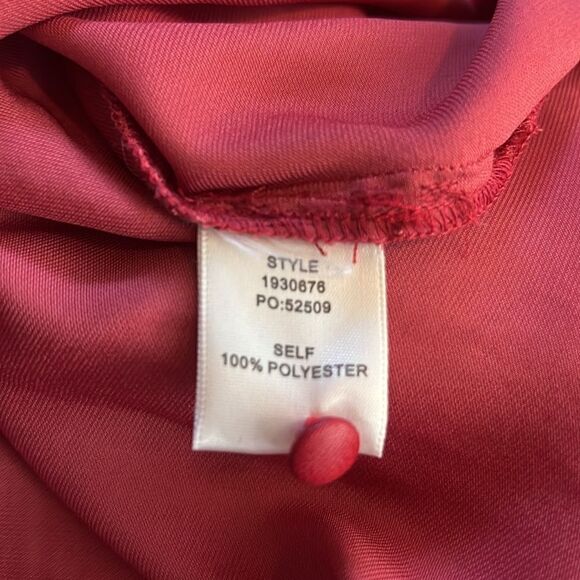 STYLE
1930676
PO:52509
SELF
100% POLYESTER